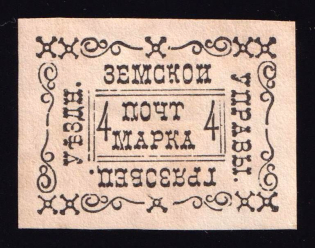 ЗЕМСКОЙ
УПРАВЫ.
ГРЯЗОВЕЦ.
УѢЗДН.
4 ПОЧТ 4
МАРКА